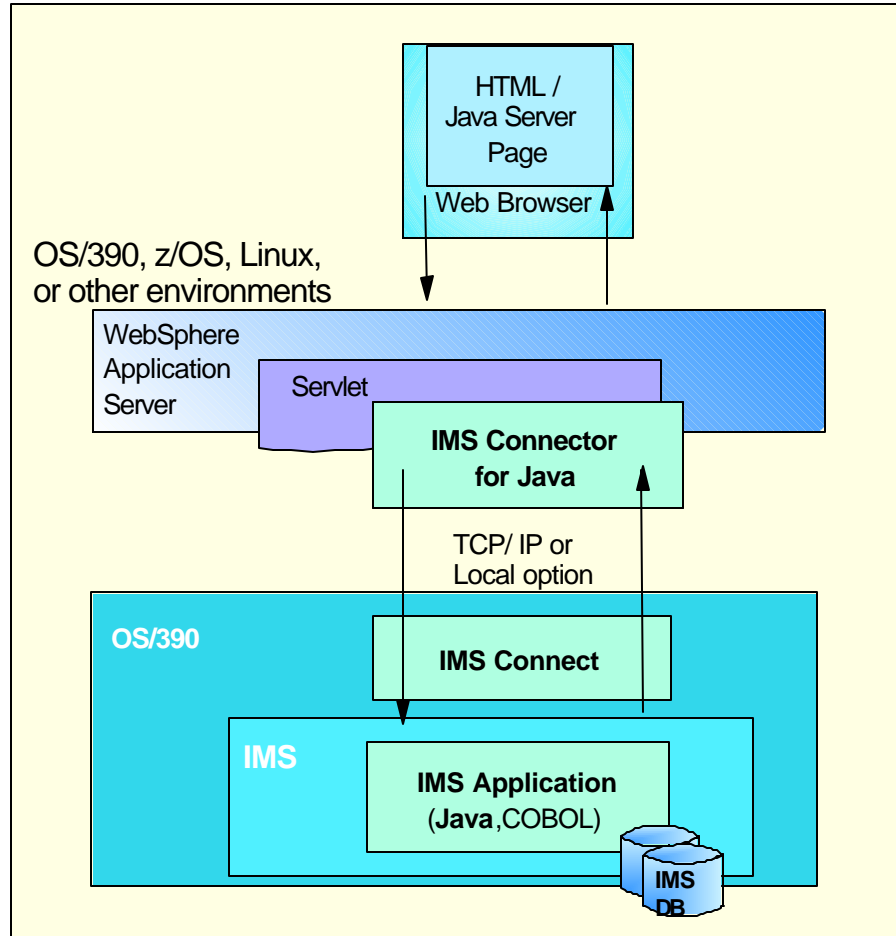 HTML /
Java Server
Page
Web Browser
OS/390, z/OS, Linux,
or other environments
WebSphere
Application
Server
Servlet
IMS Connector
for Java
TCP/ IP or
Local option
OS/390
IMS Connect
IMS
IMS Application
(Java,COBOL)
IMS
DB